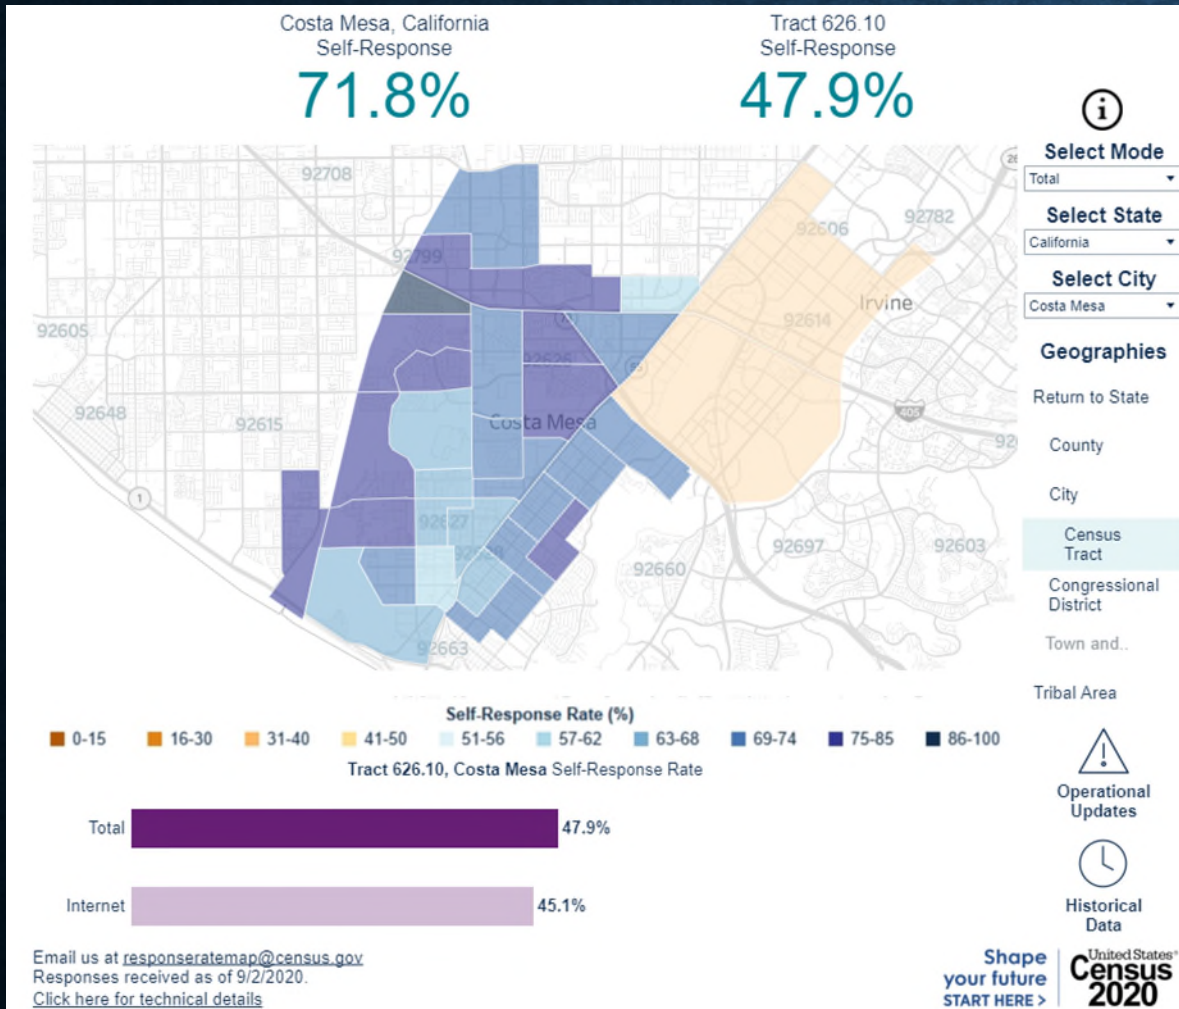 Costa Mesa, California
Self-Response
71.8%
Tract 626.10
Self-Response
47.9%
i
Select Mode
Total
Select State
California
Select City
Costa Mesa
Geographies
Return to State
County
City
Census
Tract
Congressional
District
Town and..
Tribal Area
Operational
Updates
Historical
Data
92708
92782
92606
92799
Irvine
92614
92605
92626
92648
92615
Costa Mesa
405
1
92627
92697
92603
92660
92663
Self-Response Rate (%)
0-15 16-30 31-40 41-50 51-56 57-62 63-68 69-74 75-85 86-100
Tract 626.10, Costa Mesa Self-Response Rate
Total 47.9%
Internet 45.1%
Email us at responseratemap@census.gov
Responses received as of 9/2/2020.
Click here for technical details
Shape
your future
START HERE >
United States®
Census
2020